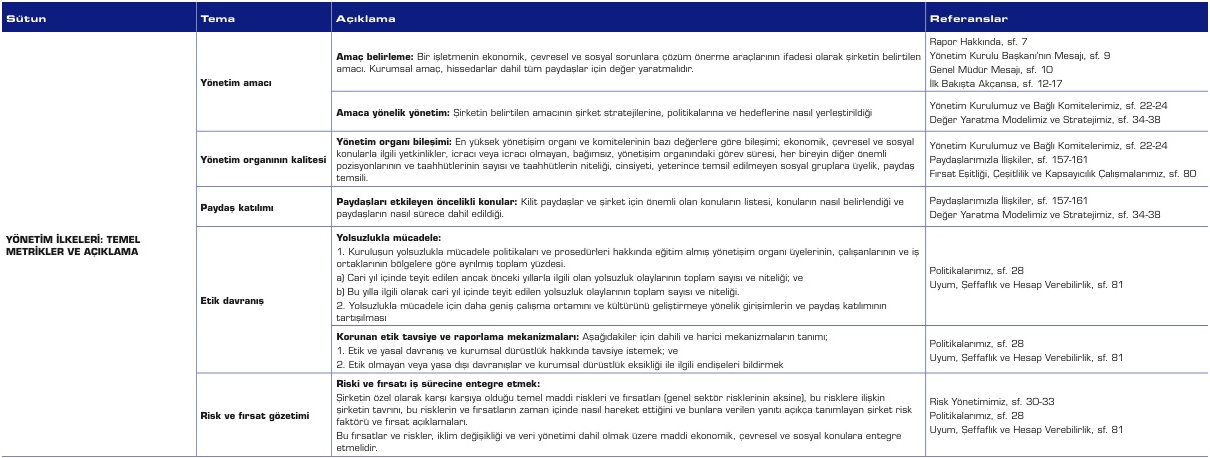 Sütun Tema Açıklama Referanslar
YÖNETİM İLKELERİ: TEMEL
METRİKLER VE AÇIKLAMA
Yönetim amacı
Amaç belirleme: Bir işletmenin ekonomik, çevresel ve sosyal sorunlara çözüm önerme araçlarının ifadesi olarak şirketin belirtilen
amacı. Kurumsal amaç, hissedarlar dahil tüm paydaşlar için değer yaratmalıdır.
Rapor Hakkında, sf. 7
Yönetim Kurulu Başkanı'nın Mesajı, sf. 9
Genel Müdür Mesajı, sf. 10
İlk Bakışta Akçansa, sf. 12-17
Amaca yönelik yönetim: Şirketin belirtilen amacının şirket stratejilerine, politikalarına ve hedeflerine nasıl yerleştirildiği
Yönetim Kurulumuz ve Bağlı Komitelerimiz, sf. 22-24
Değer Yaratma Modelimiz ve Stratejimiz, sf. 34-38
Yönetim organının kalitesi
Yönetim organı bileşimi: En yüksek yönetişim organı ve komitelerinin bazı değerlere göre bileşimi; ekonomik, çevresel ve sosyal
konularla ilgili yetkinlikler, icracı veya icracı olmayan, bağımsız, yönetişim organındaki görev süresi, her bireyin diğer önemli
pozisyonlarının ve taahhütlerinin sayısı ve taahhütlerin niteliği, cinsiyeti, yeterince temsil edilmeyen sosyal gruplara üyelik, paydaş
temsili.
Yönetim Kurulumuz ve Bağlı Komitelerimiz, sf. 22-24
Paydaşlarımızla İlişkiler, sf. 157-161
Fırsat Eşitliği, Çeşitlilik ve Kapsayıcılık Çalışmalarımız, sf. 80
Paydaş katılımı
Paydaşları etkileyen öncelikli konular: Kilit paydaşlar ve şirket için önemli olan konuların listesi, konuların nasıl belirlendiği ve
paydaşların nasıl sürece dahil edildiği.
Paydaşlarımızla İlişkiler, sf. 157-161
Değer Yaratma Modelimiz ve Stratejimiz, sf. 34-38
Etik davranış
Yolsuzlukla mücadele:
1. Kuruluşun yolsuzlukla mücadele politikaları ve prosedürleri hakkında eğitim almış yönetişim organı üyelerinin, çalışanlarının ve iş
ortaklarının bölgelere göre ayrılmış toplam yüzdesi.
a) Cari yıl içinde teyit edilen ancak önceki yıllarla ilgili olan yolsuzluk olaylarının toplam sayısı ve niteliği; ve
b) Bu yılla ilgili olarak cari yıl içinde teyit edilen yolsuzluk olaylarının toplam sayısı ve niteliği.
2. Yolsuzlukla mücadele için daha geniş çalışma ortamını ve kültürünü geliştirmeye yönelik girişimlerin ve paydaş katılımının
tartışılması
Politikalarımız, sf. 28
Uyum, Şeffaflık ve Hesap Verebilirlik, sf. 81
Korunan etik tavsiye ve raporlama mekanizmaları: Aşağıdakiler için dahili ve harici mekanizmaların tanımı;
1. Etik ve yasal davranış ve kurumsal dürüstlük hakkında tavsiye istemek; ve
2. Etik olmayan veya yasa dışı davranışlar ve kurumsal dürüstlük eksikliği ile ilgili endişeleri bildirmek
Politikalarımız, sf. 28
Uyum, Şeffaflık ve Hesap Verebilirlik, sf. 81
Risk ve fırsat gözetimi
Riski ve fırsatı iş sürecine entegre etmek:
Şirketin özel olarak karşı karşıya olduğu temel maddi riskleri ve fırsatları (genel sektör risklerinin aksine), bu risklere ilişkin
şirketin tavrını, bu risklerin ve fırsatların zaman içinde nasıl hareket ettiğini ve bunlara verilen yanıtı açıkça tanımlayan şirket risk
faktörü ve fırsat açıklamaları.
Bu fırsatlar ve riskler, iklim değişikliği ve veri yönetimi dahil olmak üzere maddi ekonomik, çevresel ve sosyal konulara entegre
etmelidir.
Risk Yönetimimiz, sf. 30-33
Politikalarımız, sf. 28
Uyum, Şeffaflık ve Hesap Verebilirlik, sf. 81